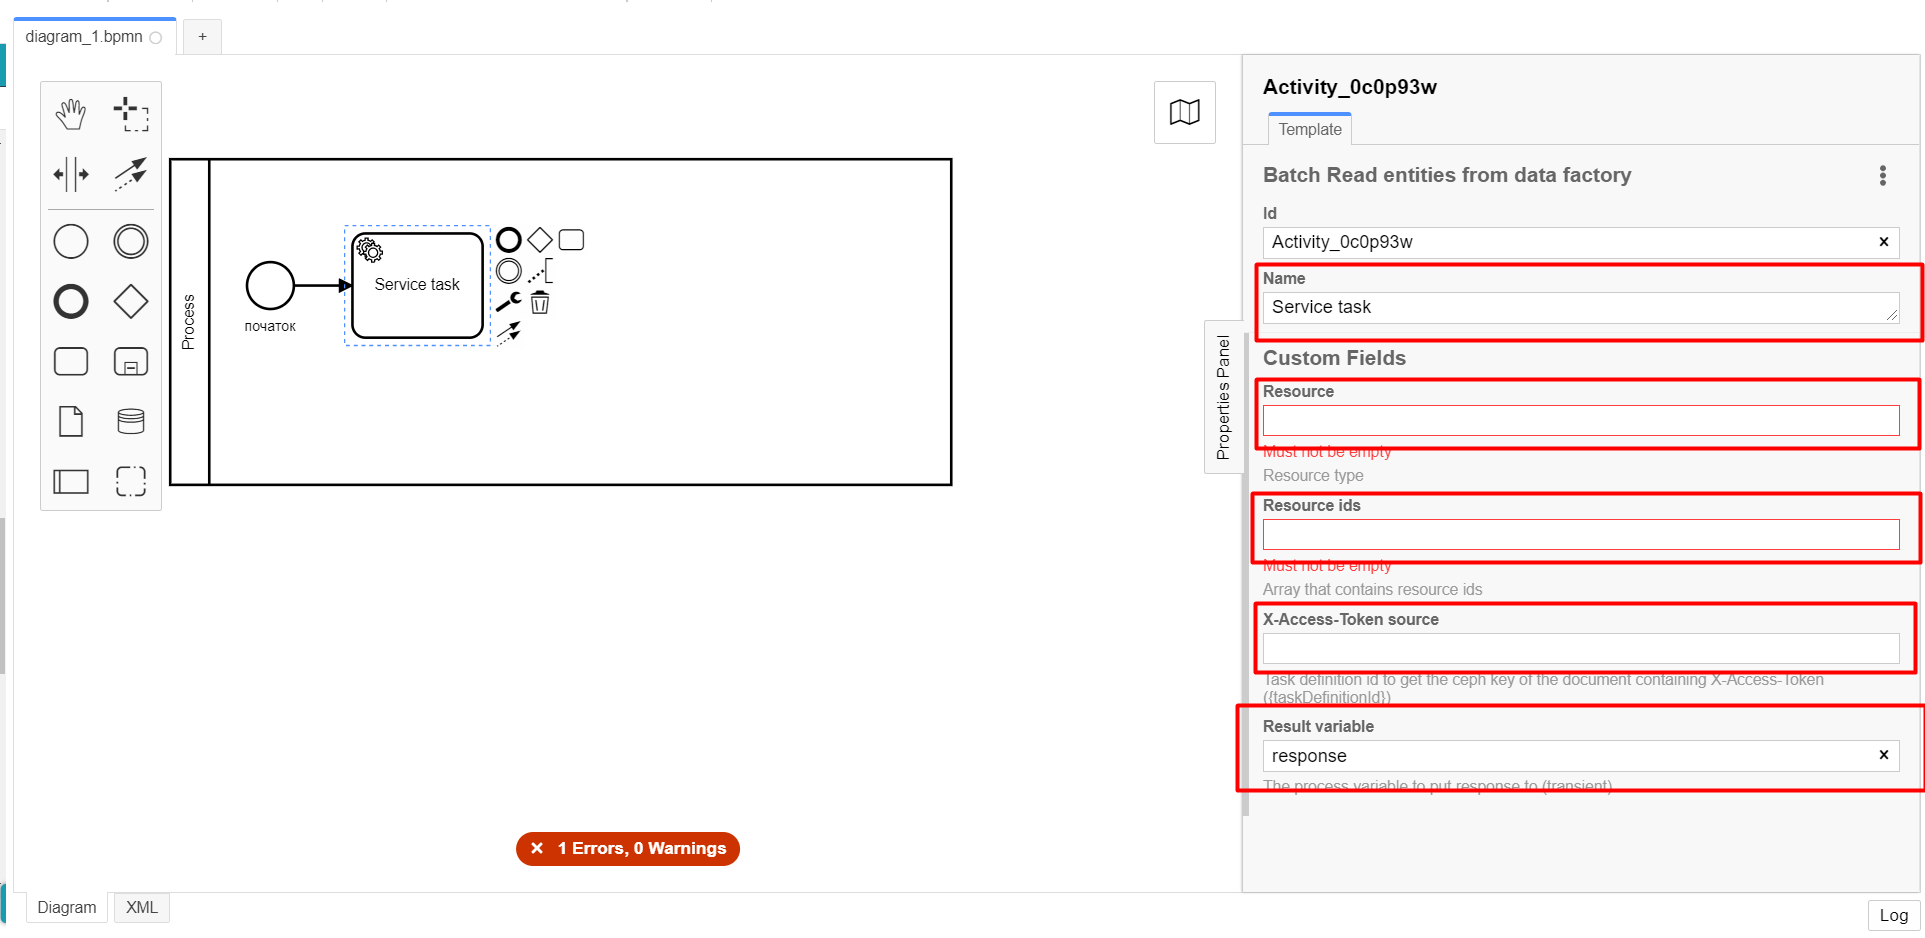 diagram_1.bpmn
+
Process
початок
Service task
Properties Panel
Activity_0c0p93w
Template
Batch Read entities from data factory
Id
Activity_0c0p93w
Name
Service task
Custom Fields
Resource
Must not be empty
Resource type
Resource ids
Must not be empty
Array that contains resource ids
X-Access-Token source
Task definition id to get the ceph key of the document containing X-Access-Token
({taskDefinitionId})
Result variable
response
The process variable to put response to (transient)
1 Errors, 0 Warnings
Diagram
XML
Log